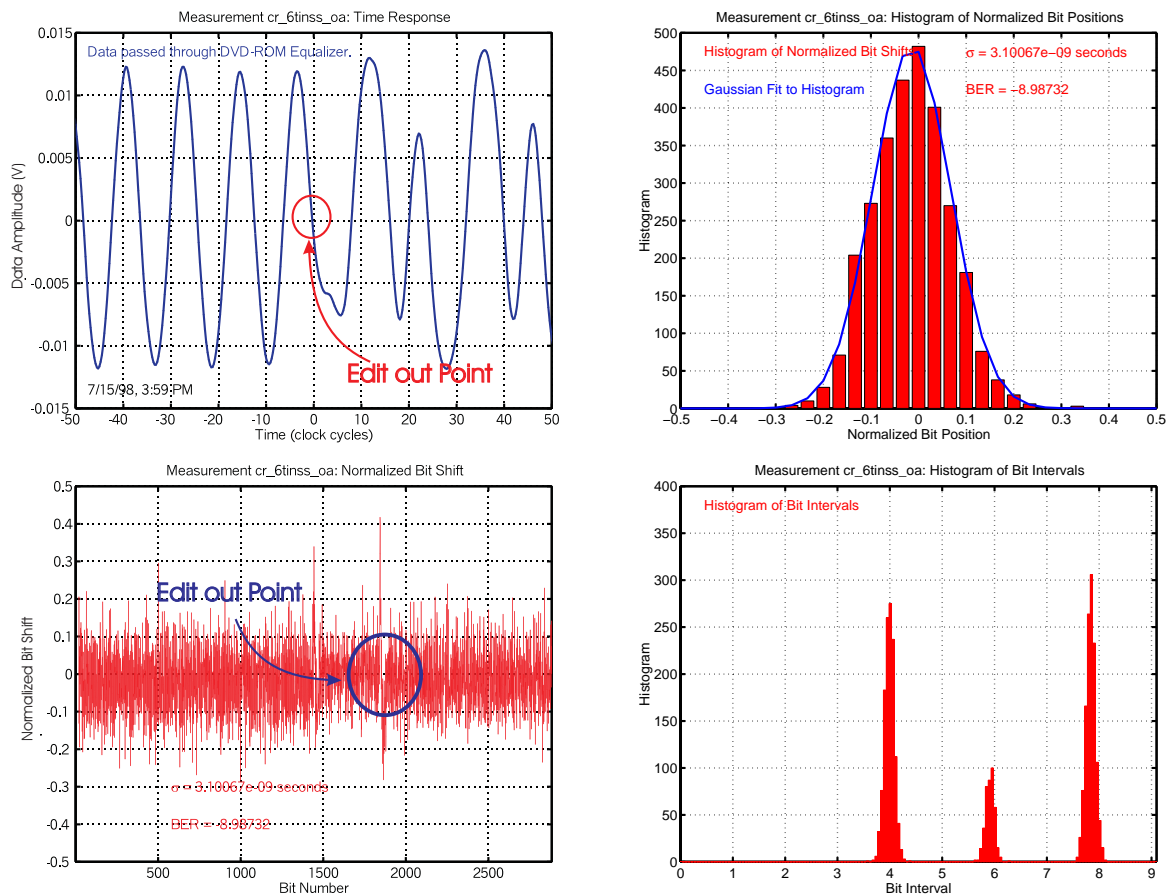 Measurement cr_6tinss_oa: Time Response
0.015
0.01
0.005
0
-0.005
-0.01
-0.015
Data Amplitude (V)
Data passed through DVD-ROM Equalizer.
Edit out Point
7/15/98, 3:59 PM
-50 -40 -30 -20 -10 0 10 20 30 40 50
Time (clock cycles)
Measurement cr_6tinss_oa: Histogram of Normalized Bit Positions
500
450
400
350
300
250
200
150
100
50
0
Histogram
Histogram of Normalized Bit Shifts
σ = 3.10067e-09 seconds
Gaussian Fit to Histogram
BER = −8.98732
−0.5 −0.4 −0.3 −0.2 −0.1 0 0.1 0.2 0.3 0.4 0.5
Normalized Bit Position
Measurement cr_6tinss_oa: Normalized Bit Shift
0.5
0.4
0.3
0.2
0.1
0
-0.1
-0.2
-0.3
-0.4
-0.5
Normalized Bit Shift
Edit out Point
σ = 3.10067e-09 seconds
BER = -8.98732
500 1000 1500 2000 2500
Bit Number
Measurement cr_6tinss_oa: Histogram of Bit Intervals
400
350
300
250
200
150
100
50
0
Histogram
Histogram of Bit Intervals
0 1 2 3 4 5 6 7 8 9
Bit Interval